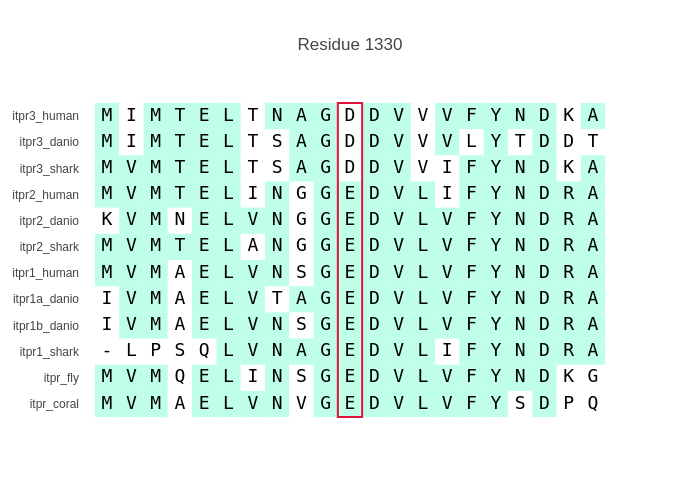 Residue 1330
itpr3_human M I M T E L T N A G D D V V V F Y N D K A
itpr3_danio M I M T E L T S A G D D V V V L Y T D D T
itpr3_shark M V M T E L T S A G D D V V I F Y N D K A
itpr2_human M V M T E L I N G G E D V L I F Y N D R A
itpr2_danio K V M N E L V N G G E D V L V F Y N D R A
itpr2_shark M V M T E L A N G G E D V L V F Y N D R A
itpr1_human M V M A E L V N S G E D V L V F Y N D R A
itpr1a_danio I V M A E L V T A G E D V L V F Y N D R A
itpr1b_danio I V M A E L V N S G E D V L V F Y N D R A
itpr1_shark - L P S Q L V N A G E D V L I F Y N D R A
itpr_fly M V M Q E L I N S G E D V L V F Y N D K G
itpr_coral M V M A E L V N V G E D V L V F Y S D P Q